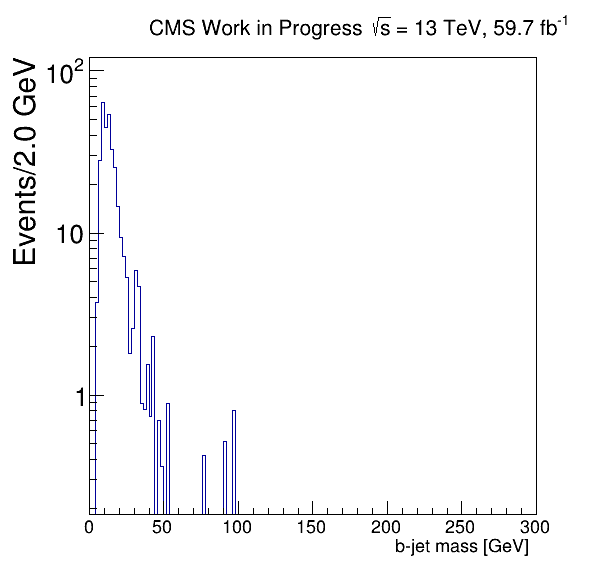 CMS Work in Progress √s = 13 TeV, 59.7 fb⁻¹
Events/2.0 GeV
10²
10
1
0 50 100 150 200 250 300
b-jet mass [GeV]